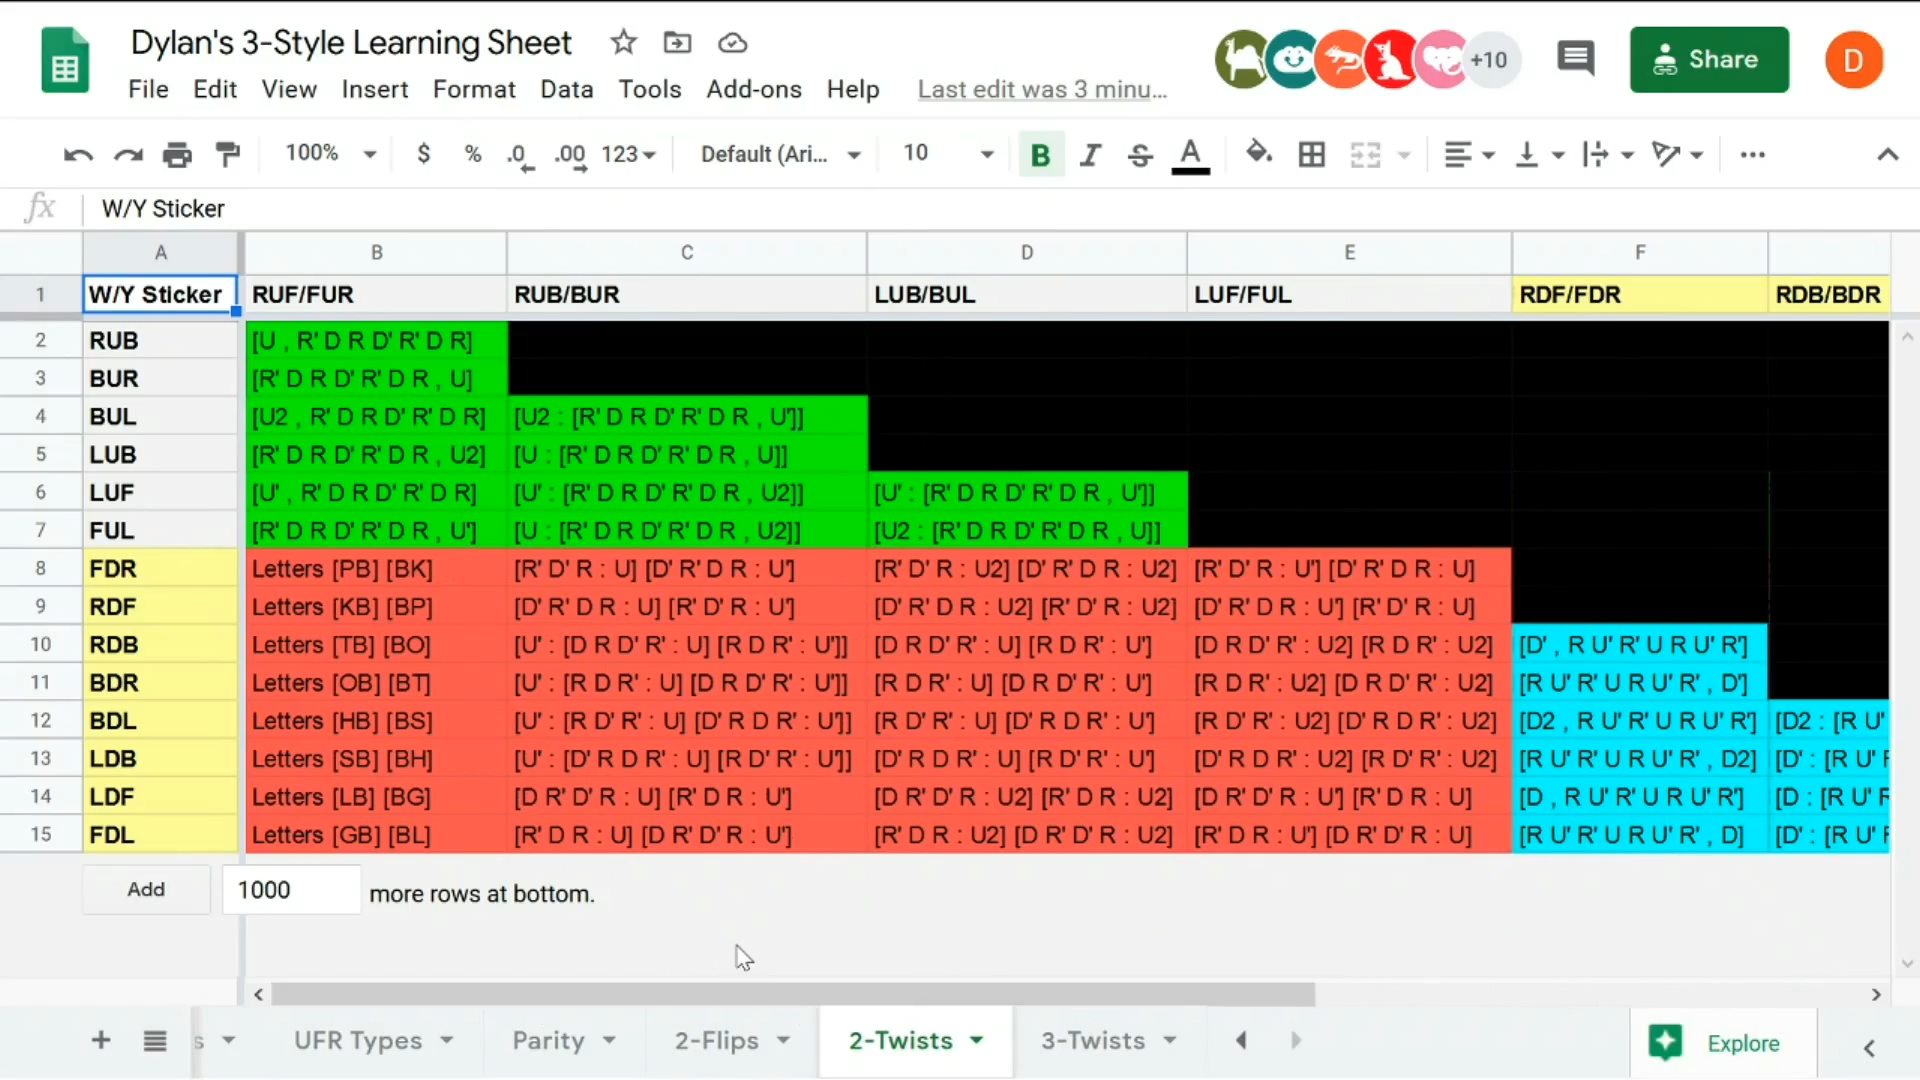 Dylan's 3-Style Learning Sheet
File Edit View Insert Format Data Tools Add-ons Help Last edit was 3 minu...
+10
Share
D
100% $ % .0 .00 123 Default (Ari... 10 B I S A
fx W/Y Sticker
A B C D E F
1 W/Y Sticker RUF/FUR RUB/BUR LUB/BUL LUF/FUL RDF/FDR RDB/BDR
2 RUB [U , R' D R D' R' D R]
3 BUR [R' D R D' R' D R , U]
4 BUL [U2 , R' D R D' R' D R] [U2 : [R' D R D' R' D R , U']]
5 LUB [R' D R D' R' D R , U2] [U : [R' D R D' R' D R , U]]
6 LUF [U' , R' D R D' R' D R] [U' : [R' D R D' R' D R , U2]] [U' : [R' D R D' R' D R , U']]
7 FUL [R' D R D' R' D R , U'] [U : [R' D R D' R' D R , U2]] [U2 : [R' D R D' R' D R , U]]
8 FDR Letters [PB] [BK] [R' D' R : U] [D' R' D R : U'] [R' D' R : U2] [D' R' D R : U2] [R' D' R : U'] [D' R' D R : U]
9 RDF Letters [KB] [BP] [D' R' D R : U] [R' D' R : U'] [D' R' D R : U2] [R' D' R : U2] [D' R' D R : U'] [R' D' R : U]
10 RDB Letters [TB] [BO] [U' : [D R D' R' : U] [R D R' : U']] [D R D' R' : U] [R D R' : U'] [D R D' R' : U2] [R D R' : U2] [D' , R U' R' U R U' R']
11 BDR Letters [OB] [BT] [U' : [R D R' : U] [D R D' R' : U']] [R D R' : U] [D R D' R' : U'] [R D R' : U2] [D R D' R' : U2] [R U' R' U R U' R' , D']
12 BDL Letters [HB] [BS] [U' : [R D' R' : U] [D' R D R' : U']] [R D' R' : U] [D' R D R' : U'] [R D' R' : U2] [D' R D R' : U2] [D2 , R U' R' U R U' R'] [D2 : [R U'
13 LDB Letters [SB] [BH] [U' : [D' R D R' : U] [R D' R' : U']] [D' R D R' : U] [R D' R' : U'] [D' R D R' : U2] [R D' R' : U2] [R U' R' U R U' R' , D2] [D' : [R U'
14 LDF Letters [LB] [BG] [D R' D' R : U] [R' D R : U'] [D R' D' R : U2] [R' D R : U2] [D R' D' R : U'] [R' D R : U] [D , R U' R' U R U' R'] [D : [R U'
15 FDL Letters [GB] [BL] [R' D R : U] [D R' D' R : U'] [R' D R : U2] [D R' D' R : U2] [R' D R : U'] [D R' D' R : U] [R U' R' U R U' R' , D] [D' : [R U'
Add 1000 more rows at bottom.
s UFR Types Parity 2-Flips 2-Twists 3-Twists Explore